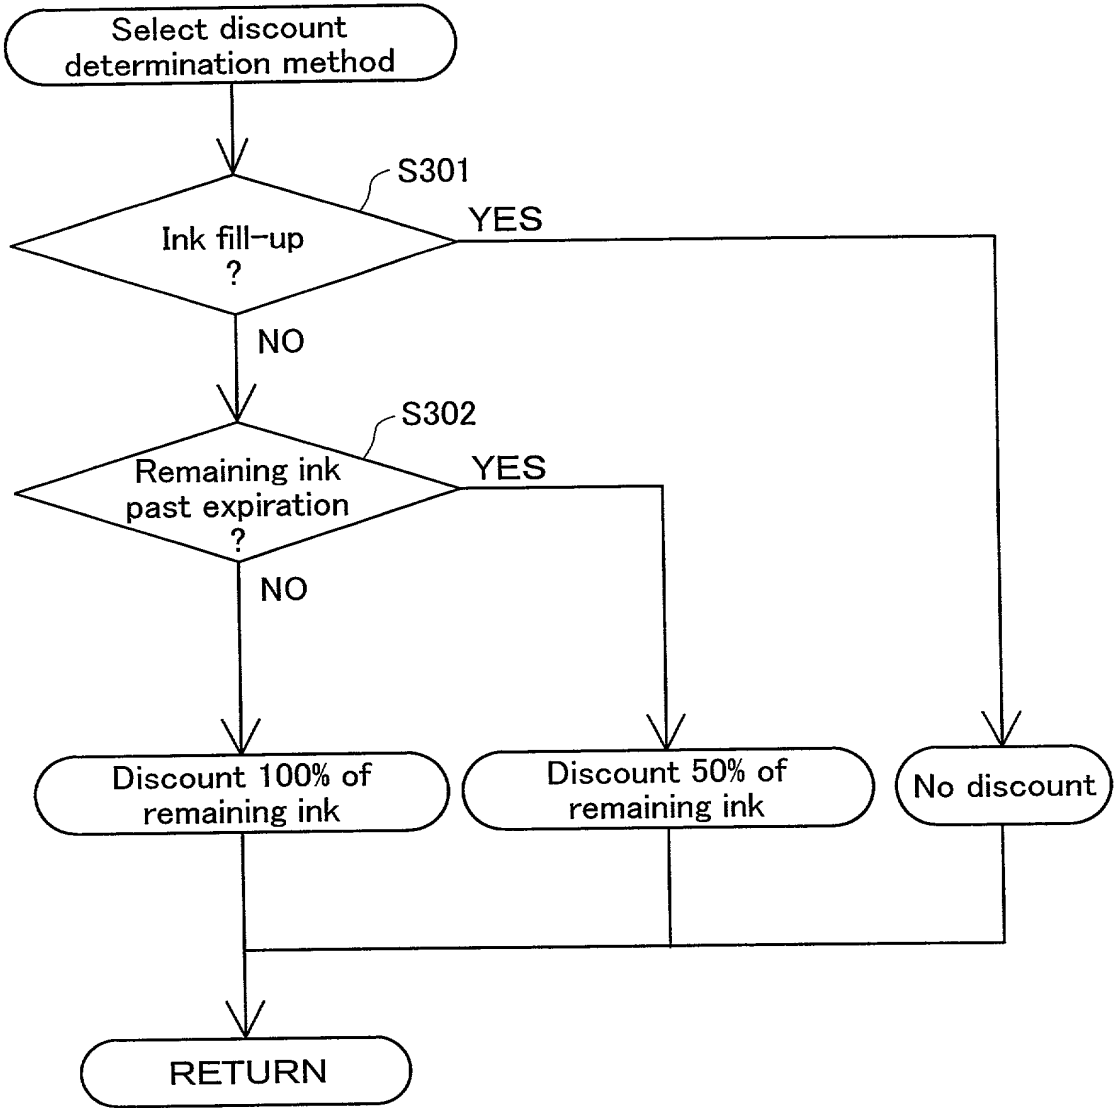 Select discount
determination method
S301
YES
Ink fill-up
?
NO
S302
YES
Remaining ink
past expiration
?
NO
Discount 100% of
remaining ink
Discount 50% of
remaining ink
No discount
RETURN